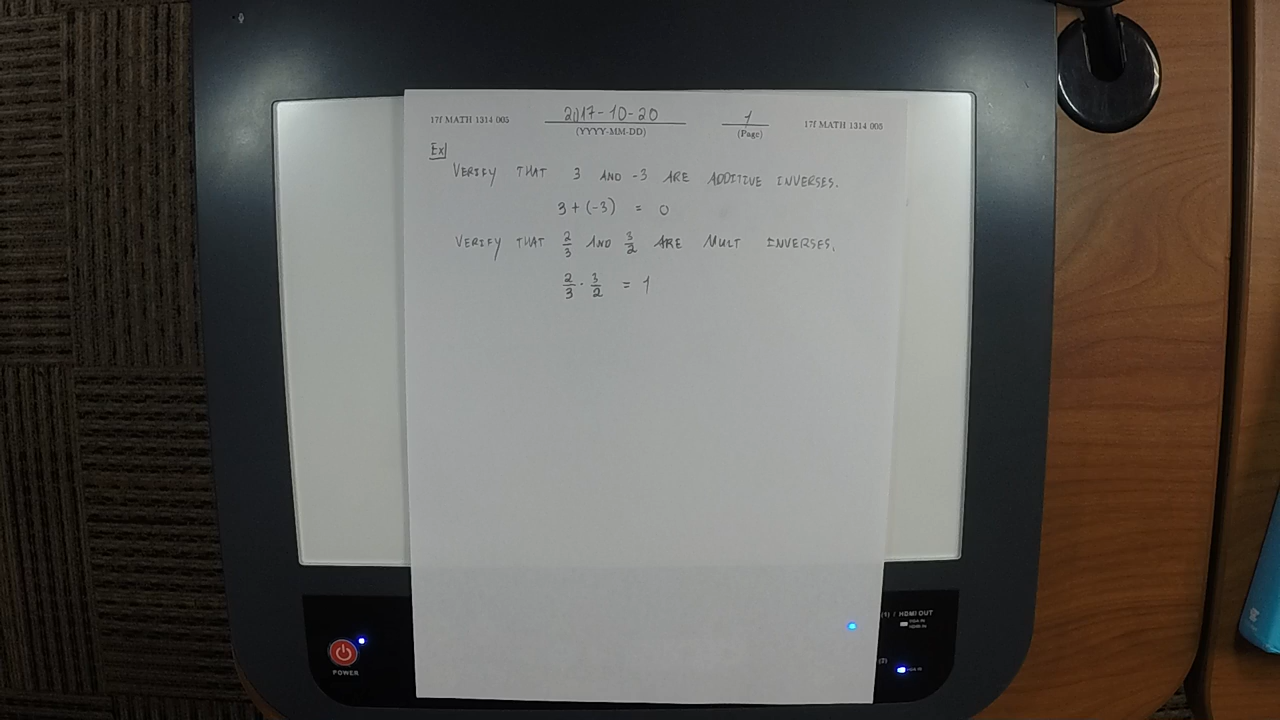 17f MATH 1314 005 2017-10-20 1 17f MATH 1314 005
(YYYY-MM-DD) (Page)
Ex
VERIFY THAT 3 AND -3 ARE ADDITIVE INVERSES.
3 + (-3) = 0
VERIFY THAT 2/3 AND 3/2 ARE MULT INVERSES.
2/3 · 3/2 = 1
/ HDMI OUT
POWER